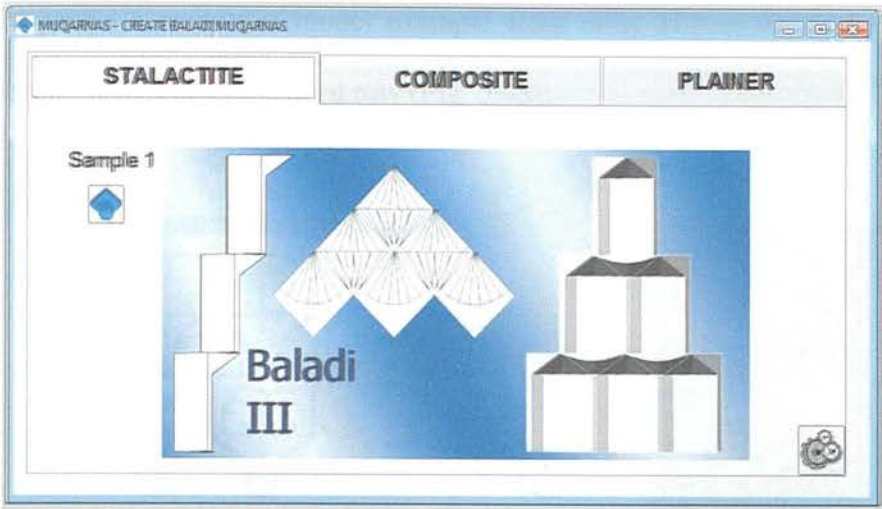 MUQARNAS - CREATE BALADI MUQARNAS
STALACTITE COMPOSITE PLAINER
Sample 1
Baladi
III